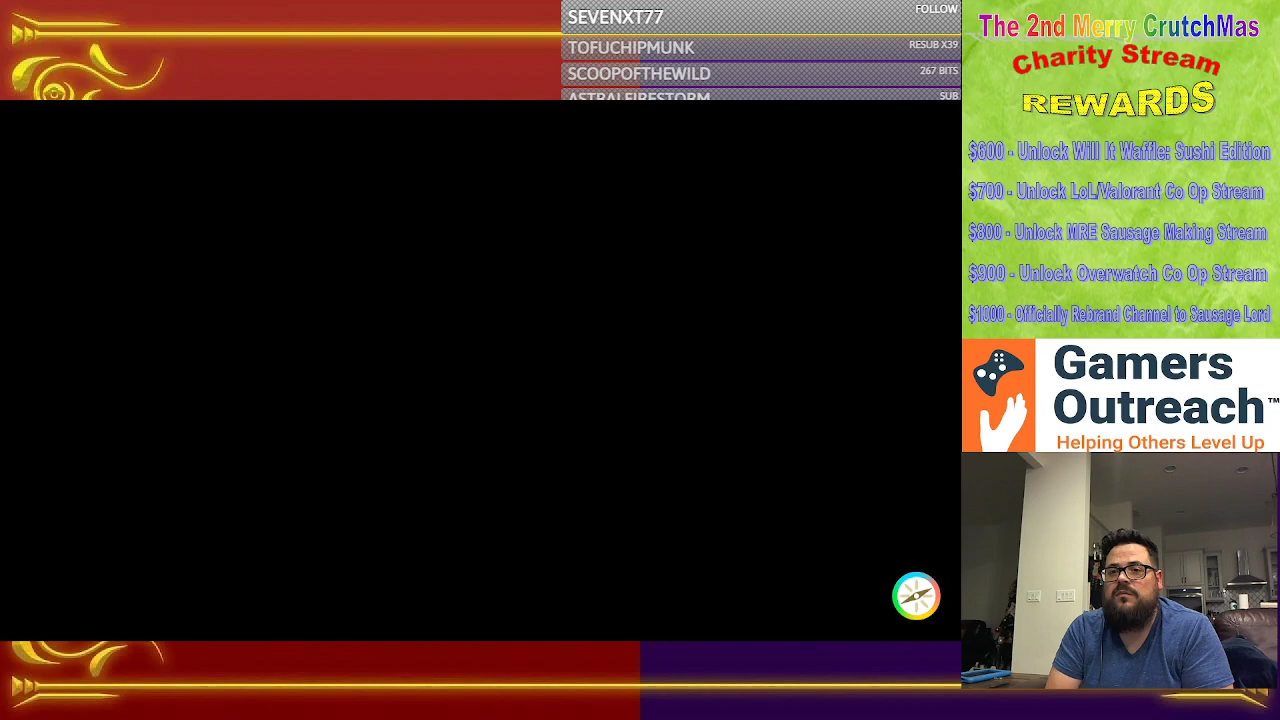 SEVENXT77 FOLLOW
TOFUCHIPMUNK RESUB X39
SCOOPOFTHEWILD 267 BITS
ASTRALFIRESTORM SUB
The 2nd Merry CrutchMas
Charity Stream
REWARDS
$600 - Unlock Will It Waffle: Sushi Edition
$700 - Unlock LoL/Valorant Co Op Stream
$800 - Unlock MRE Sausage Making Stream
$900 - Unlock Overwatch Co Op Stream
$1000 - Officially Rebrand Channel to Sausage Lord
Gamers
Outreach™
Helping Others Level Up